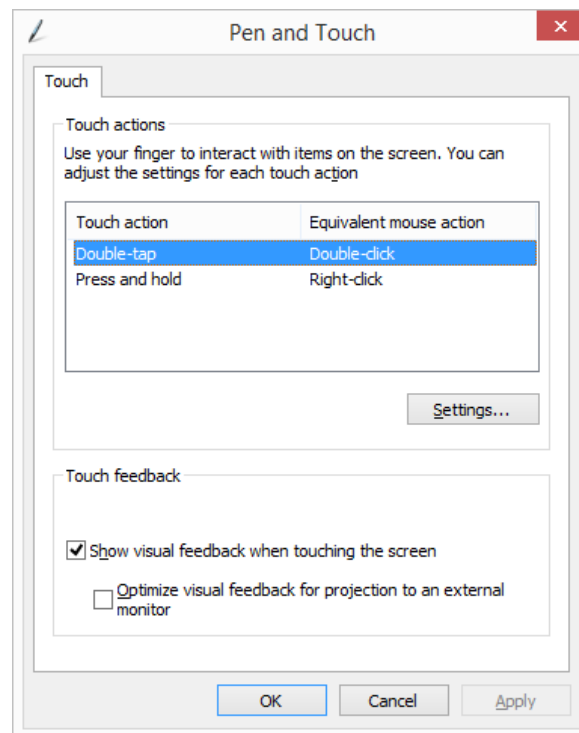 Pen and Touch
Touch
Touch actions
Use your finger to interact with items on the screen. You can
adjust the settings for each touch action
Touch action Equivalent mouse action
Double-tap Double-click
Press and hold Right-click
Settings...
Touch feedback
Show visual feedback when touching the screen
Optimize visual feedback for projection to an external
monitor
OK Cancel Apply